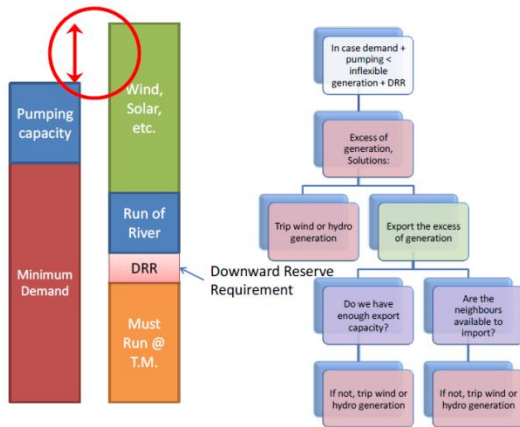 Pumping
capacity
Minimum
Demand
Wind,
Solar,
etc.
Run of
River
DRR
Must
Run @
T.M.
Downward Reserve
Requirement
In case demand +
pumping <
inflexible
generation + DRR
Excess of
generation,
Solutions:
Trip wind or hydro
generation
Export the excess
of generation
Do we have
enough export
capacity?
Are the
neighbours
available to
import?
If not, trip wind or
hydro generation
If not, trip wind or
hydro generation